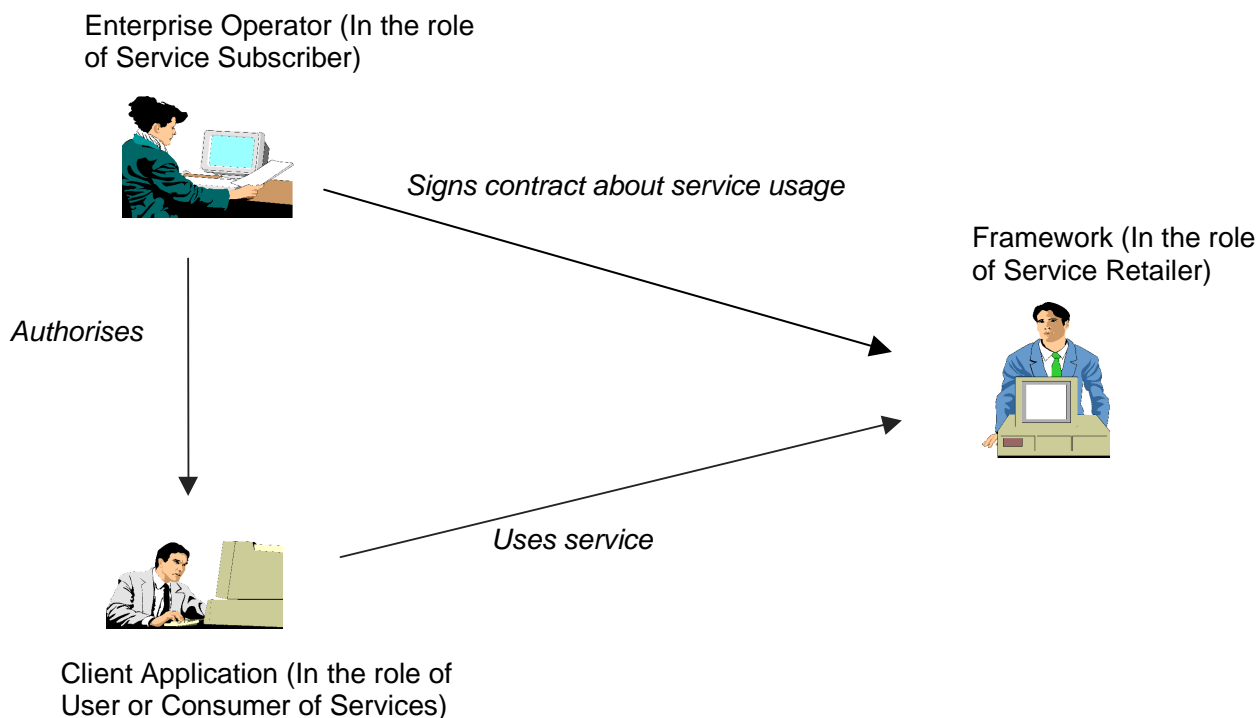 Enterprise Operator (In the role
of Service Subscriber)
Signs contract about service usage
Framework (In the role
of Service Retailer)
Authorises
Uses service
Client Application (In the role of
User or Consumer of Services)